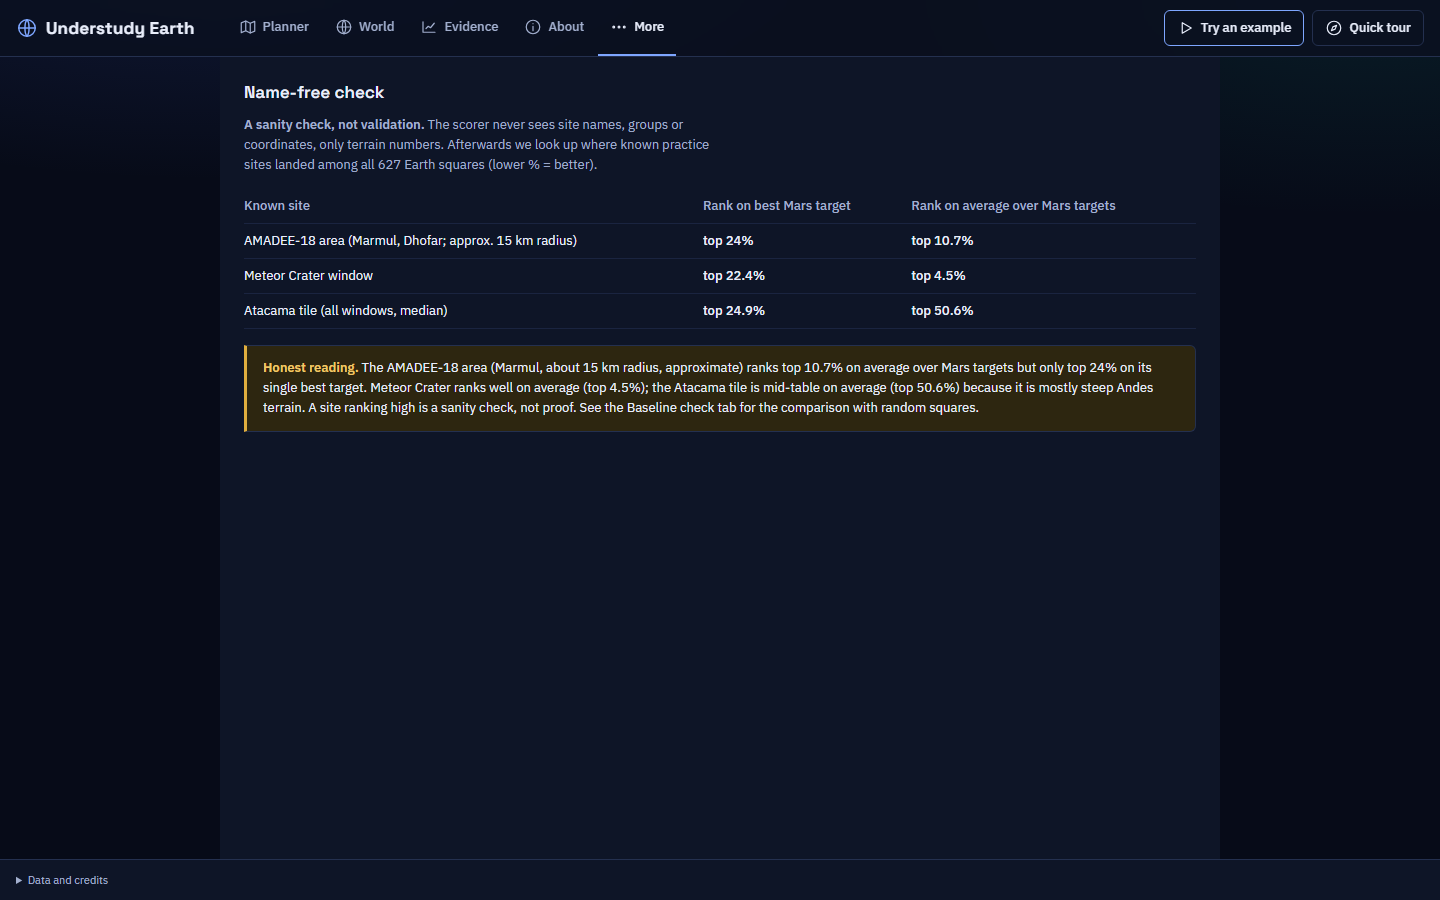 Understudy Earth
Planner
World
Evidence
About
More
Try an example
Quick tour
Name-free check
A sanity check, not validation. The scorer never sees site names, groups or
coordinates, only terrain numbers. Afterwards we look up where known practice
sites landed among all 627 Earth squares (lower % = better).
Known site Rank on best Mars target Rank on average over Mars targets
AMADEE-18 area (Marmul, Dhofar; approx. 15 km radius) top 24% top 10.7%
Meteor Crater window top 22.4% top 4.5%
Atacama tile (all windows, median) top 24.9% top 50.6%
Honest reading. The AMADEE-18 area (Marmul, about 15 km radius, approximate) ranks top 10.7% on average over Mars targets but only top 24% on its
single best target. Meteor Crater ranks well on average (top 4.5%); the Atacama tile is mid-table on average (top 50.6%) because it is mostly steep Andes
terrain. A site ranking high is a sanity check, not proof. See the Baseline check tab for the comparison with random squares.
Data and credits